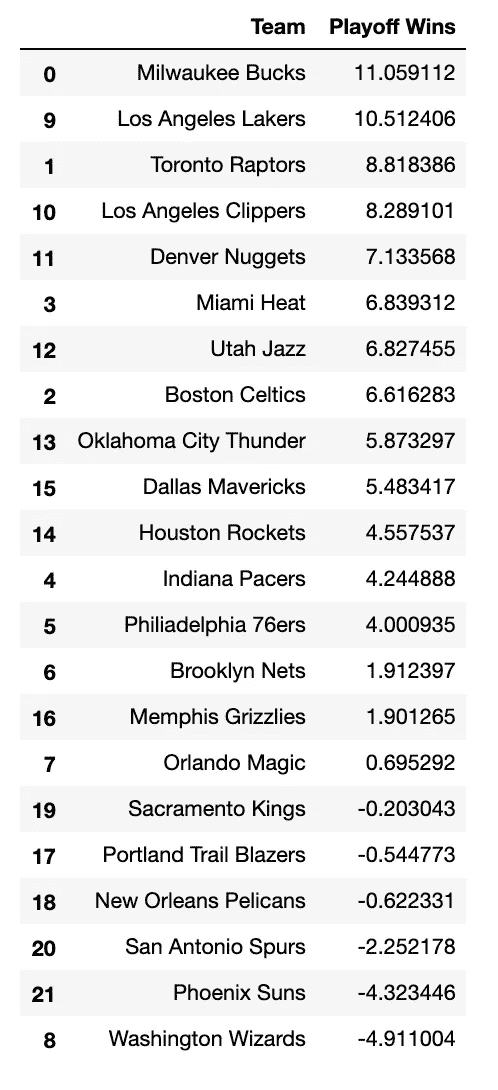 Team Playoff Wins
0 Milwaukee Bucks 11.059112
9 Los Angeles Lakers 10.512406
1 Toronto Raptors 8.818386
10 Los Angeles Clippers 8.289101
11 Denver Nuggets 7.133568
3 Miami Heat 6.839312
12 Utah Jazz 6.827455
2 Boston Celtics 6.616283
13 Oklahoma City Thunder 5.873297
15 Dallas Mavericks 5.483417
14 Houston Rockets 4.557537
4 Indiana Pacers 4.244888
5 Philiadelphia 76ers 4.000935
6 Brooklyn Nets 1.912397
16 Memphis Grizzlies 1.901265
7 Orlando Magic 0.695292
19 Sacramento Kings -0.203043
17 Portland Trail Blazers -0.544773
18 New Orleans Pelicans -0.622331
20 San Antonio Spurs -2.252178
21 Phoenix Suns -4.323446
8 Washington Wizards -4.911004